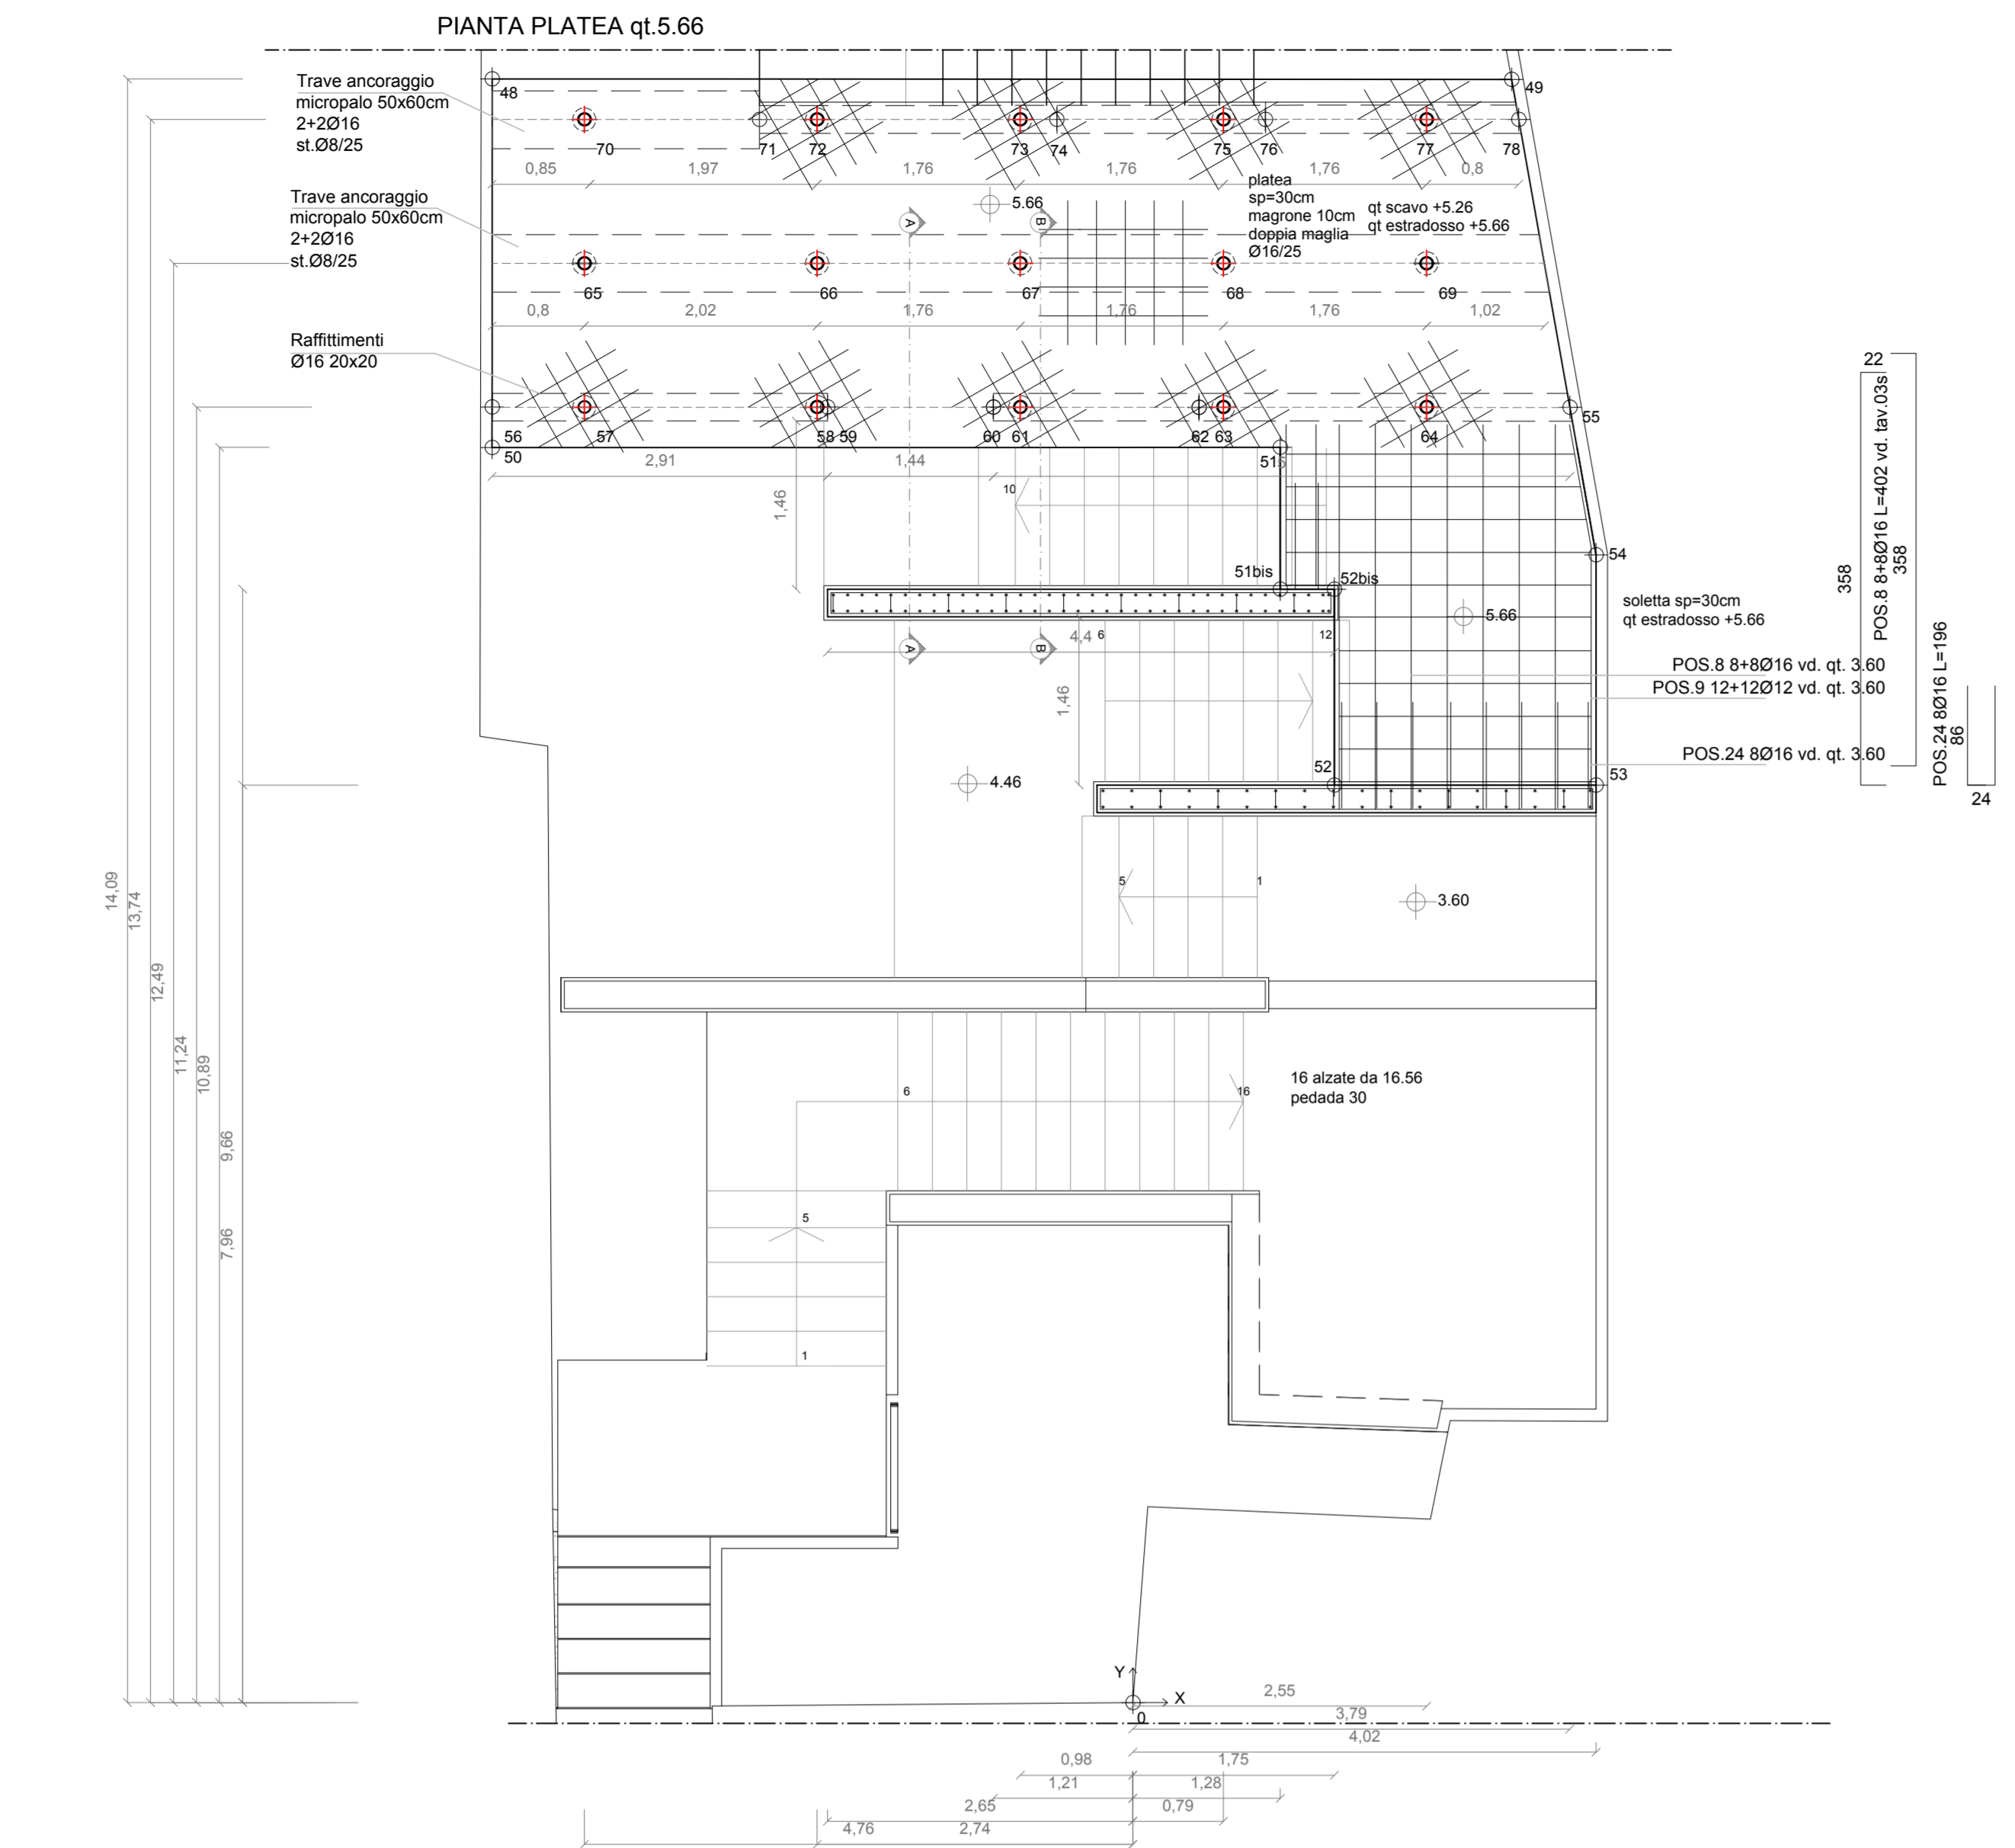 PIANTA PLATEA qt.5.66
Trave ancoraggio
micropalo 50x60cm
2+2Ø16
st.Ø8/25
48
49
70
71
72
73
74
75
76
77
78
0,85
1,97
1,76
1,76
1,76
0,8
Trave ancoraggio
micropalo 50x60cm
2+2Ø16
st.Ø8/25
platea
sp=30cm
magrone 10cm
doppia maglia
Ø16/25
qt scavo +5.26
qt estradosso +5.66
5.66
A
B
65
66
67
68
69
0,8
2,02
1,76
1,76
1,76
1,02
Raffittimenti
Ø16 20x20
55
56
57
58
59
60
61
62
63
64
50
51
2,91
1,44
1,46
10
51bis
52bis
54
5.66
soletta sp=30cm
qt estradosso +5.66
A
B
4,4
6
12
1,46
POS.8 8+8Ø16 vd. qt. 3.60
POS.9 12+12Ø12 vd. qt. 3.60
POS.24 8Ø16 vd. qt. 3.60
22
358
POS.8 8+8Ø16 L=402 vd. tav.03s
358
POS.24 8Ø16 L=196
86
24
52
53
4.46
5
1
3.60
14,09
13,74
12,49
11,24
10,89
9,66
7,96
6
16
16 alzate da 16.56
pedada 30
5
1
Y
X
0
2,55
3,79
4,02
0,98
1,75
1,21
1,28
2,65
0,79
4,76
2,74